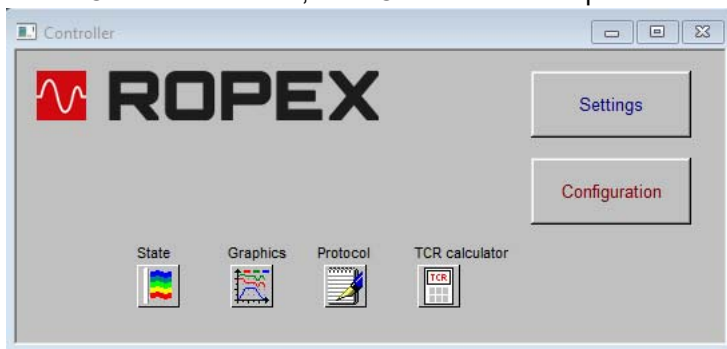 Controller
ROPEX
Settings
Configuration
State Graphics Protocol TCR calculator
TCR